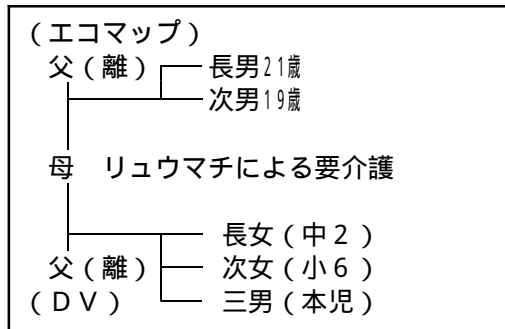 (エコマップ)
父(離) 長男21歳
次男19歳
母 リュウマチによる要介護
長女(中2)
父(離) 次女(小6)
(DV) 三男(本児)